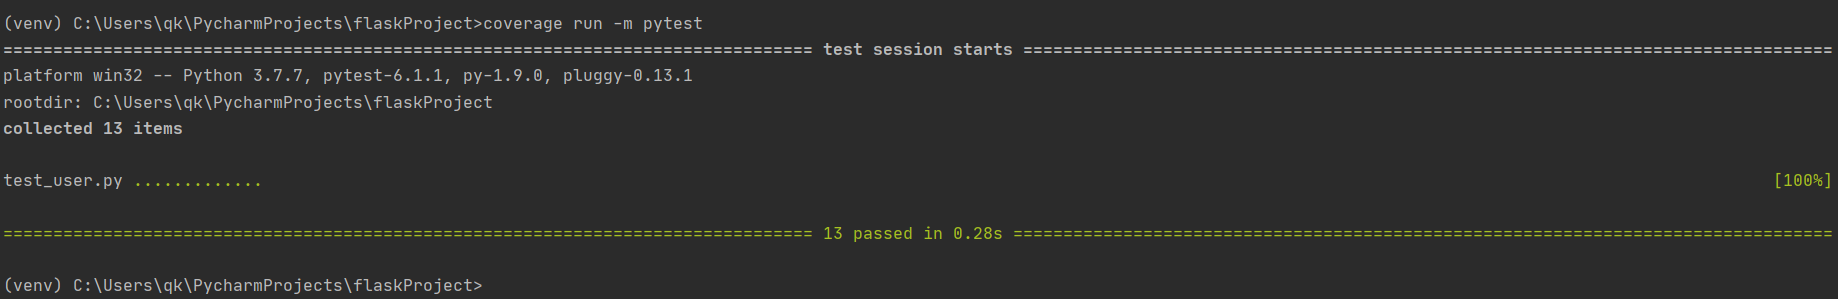 (venv) C:\Users\qk\PycharmProjects\flaskProject>coverage run -m pytest
================================================================================= test session starts =================================================================================
platform win32 -- Python 3.7.7, pytest-6.1.1, py-1.9.0, pluggy-0.13.1
rootdir: C:\Users\qk\PycharmProjects\flaskProject
collected 13 items
test_user.py ............. [100%]
================================================================================= 13 passed in 0.28s ==================================================================================
(venv) C:\Users\qk\PycharmProjects\flaskProject>